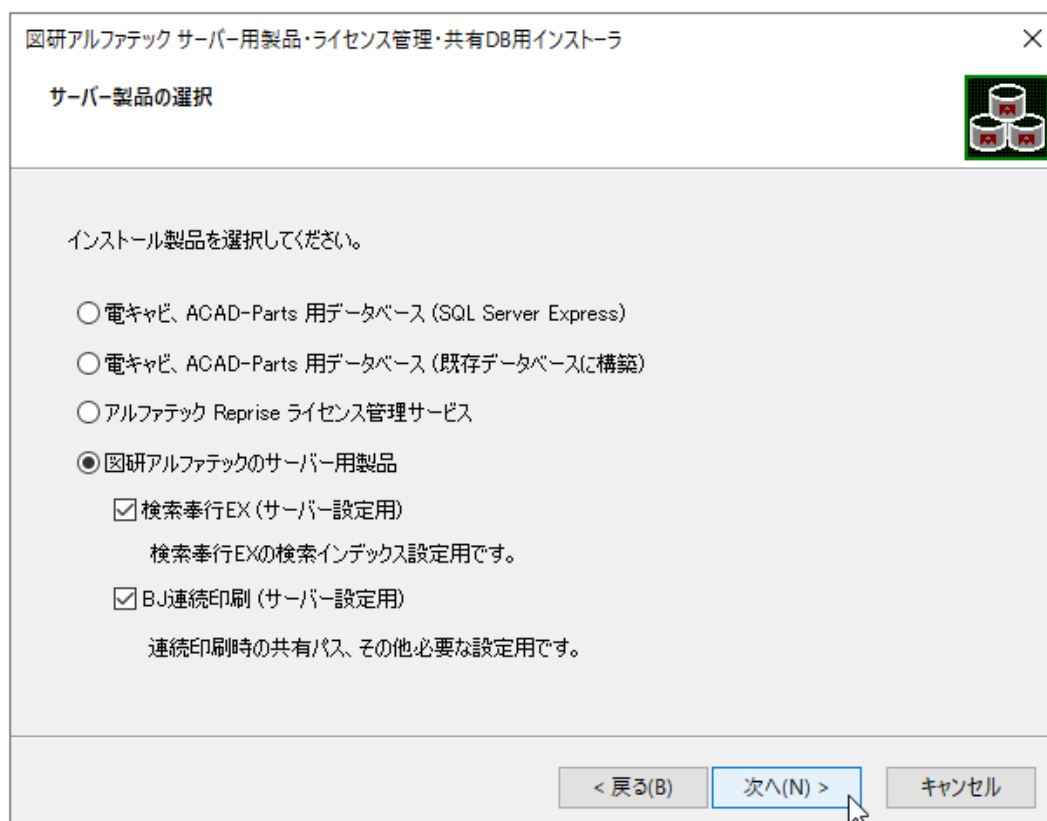 図研アルファテック サーバー用製品・ライセンス管理・共有DB用インストーラ
サーバー製品の選択
インストール製品を選択してください。
電キャビ、ACAD-Parts 用データベース (SQL Server Express)
電キャビ、ACAD-Parts 用データベース (既存データベースに構築)
アルファテック Reprise ライセンス管理サービス
図研アルファテックのサーバー用製品
検索奉行EX (サーバー設定用)
検索奉行EXの検索インデックス設定用です。
BJ連続印刷 (サーバー設定用)
連続印刷時の共有パス、その他必要な設定用です。
< 戻る(B) 次へ(N) > キャンセル